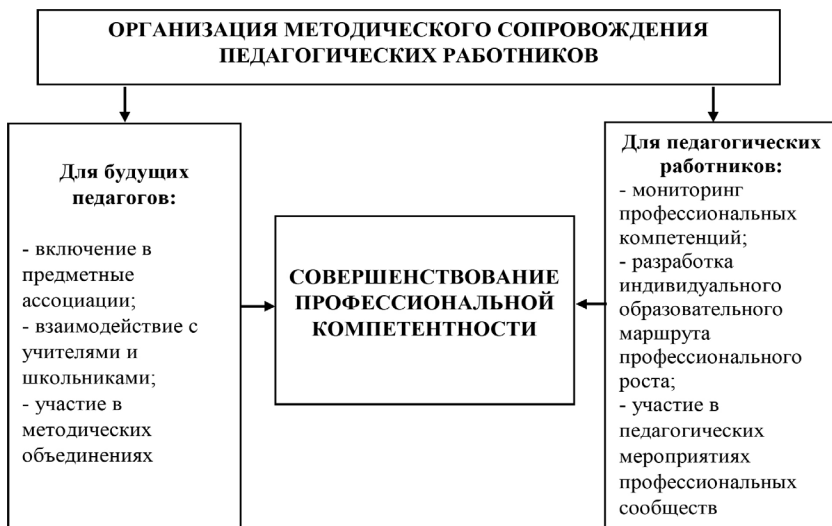 ОРГАНИЗАЦИЯ МЕТОДИЧЕСКОГО СОПРОВОЖДЕНИЯ
ПЕДАГОГИЧЕСКИХ РАБОТНИКОВ
Для будущих
педагогов:
- включение в
предметные
ассоциации;
- взаимодействие с
учителями и
школьниками;
- участие в
методических
объединениях
СОВЕРШЕНСТВОВАНИЕ
ПРОФЕССИОНАЛЬНОЙ
КОМПЕТЕНТНОСТИ
Для педагогических
работников:
- мониторинг
профессиональных
компетенций;
- разработка
индивидуального
образовательного
маршрута
профессионального
роста;
- участие в
педагогических
мероприятиях
профессиональных
сообществ